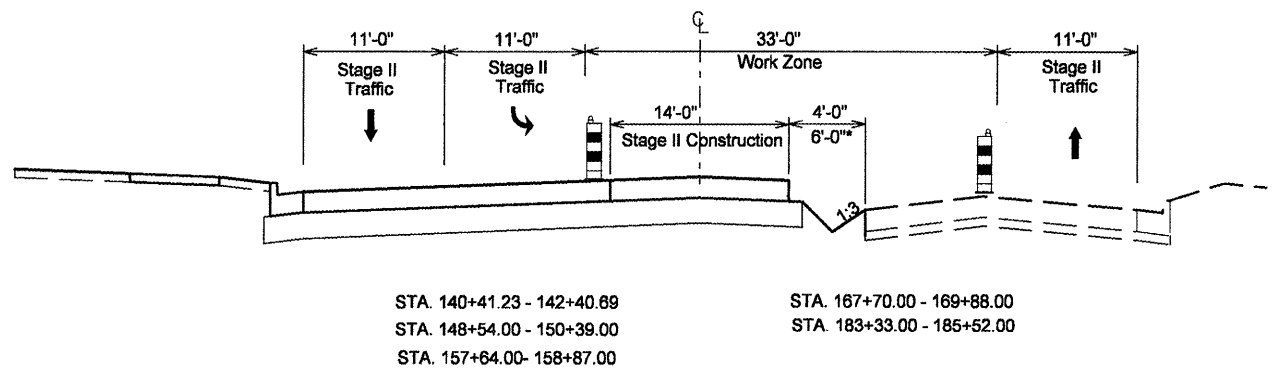 ℄
11'-0" 11'-0" 33'-0" 11'-0"
Stage II Traffic
Stage II Traffic
Work Zone
Stage II Traffic
14'-0" 4'-0"
Stage II Construction 6'-0"*
1:3
STA. 140+41.23 - 142+40.69
STA. 148+54.00 - 150+39.00
STA. 157+64.00- 158+87.00
STA. 167+70.00 - 169+88.00
STA. 183+33.00 - 185+52.00